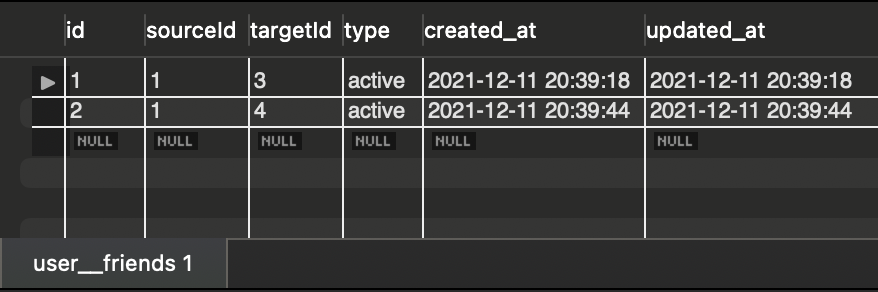 id sourceId targetId type created_at updated_at
1 1 3 active 2021-12-11 20:39:18 2021-12-11 20:39:18
2 1 4 active 2021-12-11 20:39:44 2021-12-11 20:39:44
NULL NULL NULL NULL NULL NULL
user__friends 1